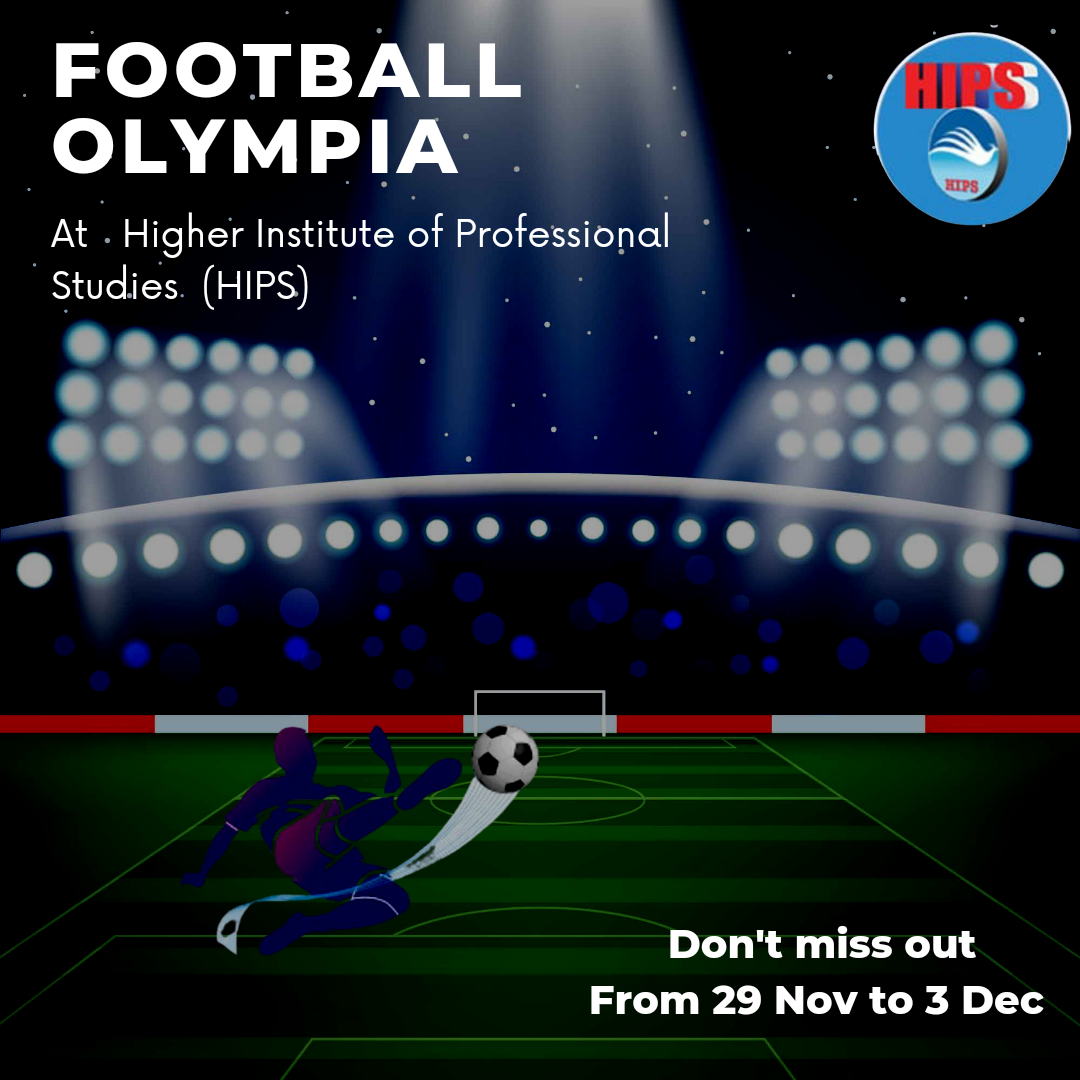 FOOTBALL
OLYMPIA
HIPS
HIPS
At Higher Institute of Professional
Studies (HIPS)
Don't miss out
From 29 Nov to 3 Dec